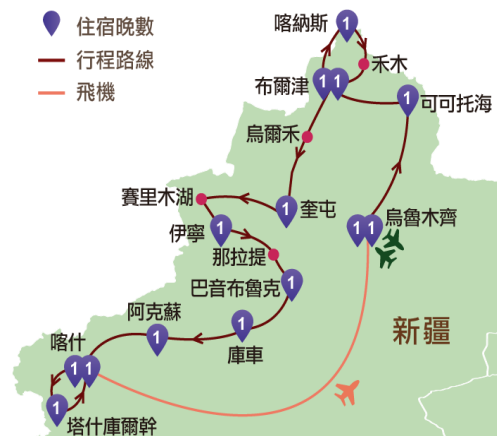 住宿晚數
行程路線
飛機
1
喀納斯
禾木
1 1
布爾津
1
可可托海
烏爾禾
賽里木湖
1
奎屯
1
伊寧
1 1
烏魯木齊
那拉提
1
巴音布魯克
新疆
阿克蘇
1
1
庫車
喀什
1 1
1
塔什庫爾幹
1